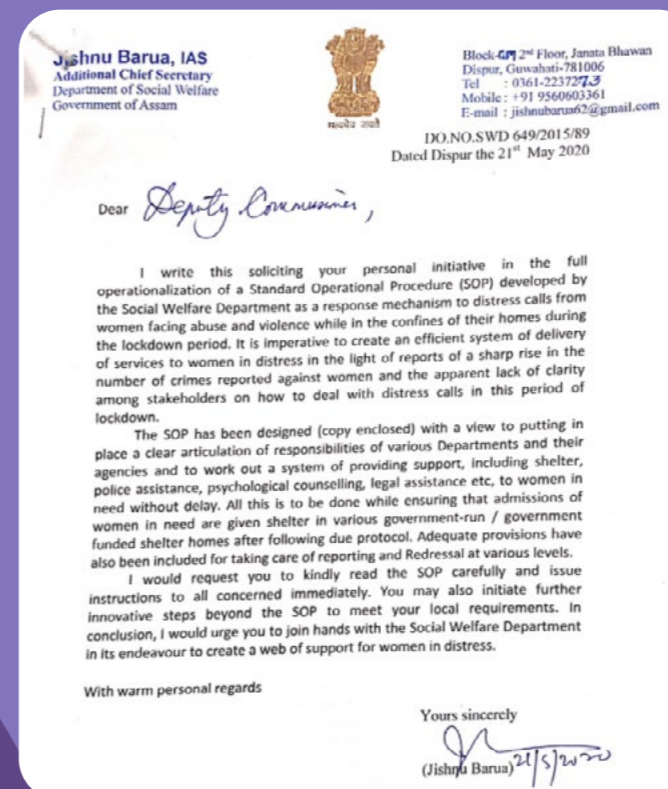 Jishnu Barua, IAS
Additional Chief Secretary
Department of Social Welfare
Government of Assam
सत्यमेव जयते
Block-CM 2nd Floor, Janata Bhawan
Dispur, Guwahati-781006
Tel : 0361-2237273
Mobile : +91 9560603361
E-mail : jishnubarua62@gmail.com
DO.NO.SWD 649/2015/89
Dated Dispur the 21st May 2020
Dear Deputy Commissioner,
I write this soliciting your personal initiative in the full
operationalization of a Standard Operational Procedure (SOP) developed by
the Social Welfare Department as a response mechanism to distress calls from
women facing abuse and violence while in the confines of their homes during
the lockdown period. It is imperative to create an efficient system of delivery
of services to women in distress in the light of reports of a sharp rise in the
number of crimes reported against women and the apparent lack of clarity
among stakeholders on how to deal with distress calls in this period of
lockdown.
The SOP has been designed (copy enclosed) with a view to putting in
place a clear articulation of responsibilities of various Departments and their
agencies and to work out a system of providing support, including shelter,
police assistance, psychological counselling, legal assistance etc, to women in
need without delay. All this is to be done while ensuring that admissions of
women in need are given shelter in various government-run / government
funded shelter homes after following due protocol. Adequate provisions have
also been included for taking care of reporting and Redressal at various levels.
I would request you to kindly read the SOP carefully and issue
instructions to all concerned immediately. You may also initiate further
innovative steps beyond the SOP to meet your local requirements. In
conclusion, I would urge you to join hands with the Social Welfare Department
in its endeavour to create a web of support for women in distress.
With warm personal regards
Yours sincerely
(Jishnu Barua) 21/5/2020